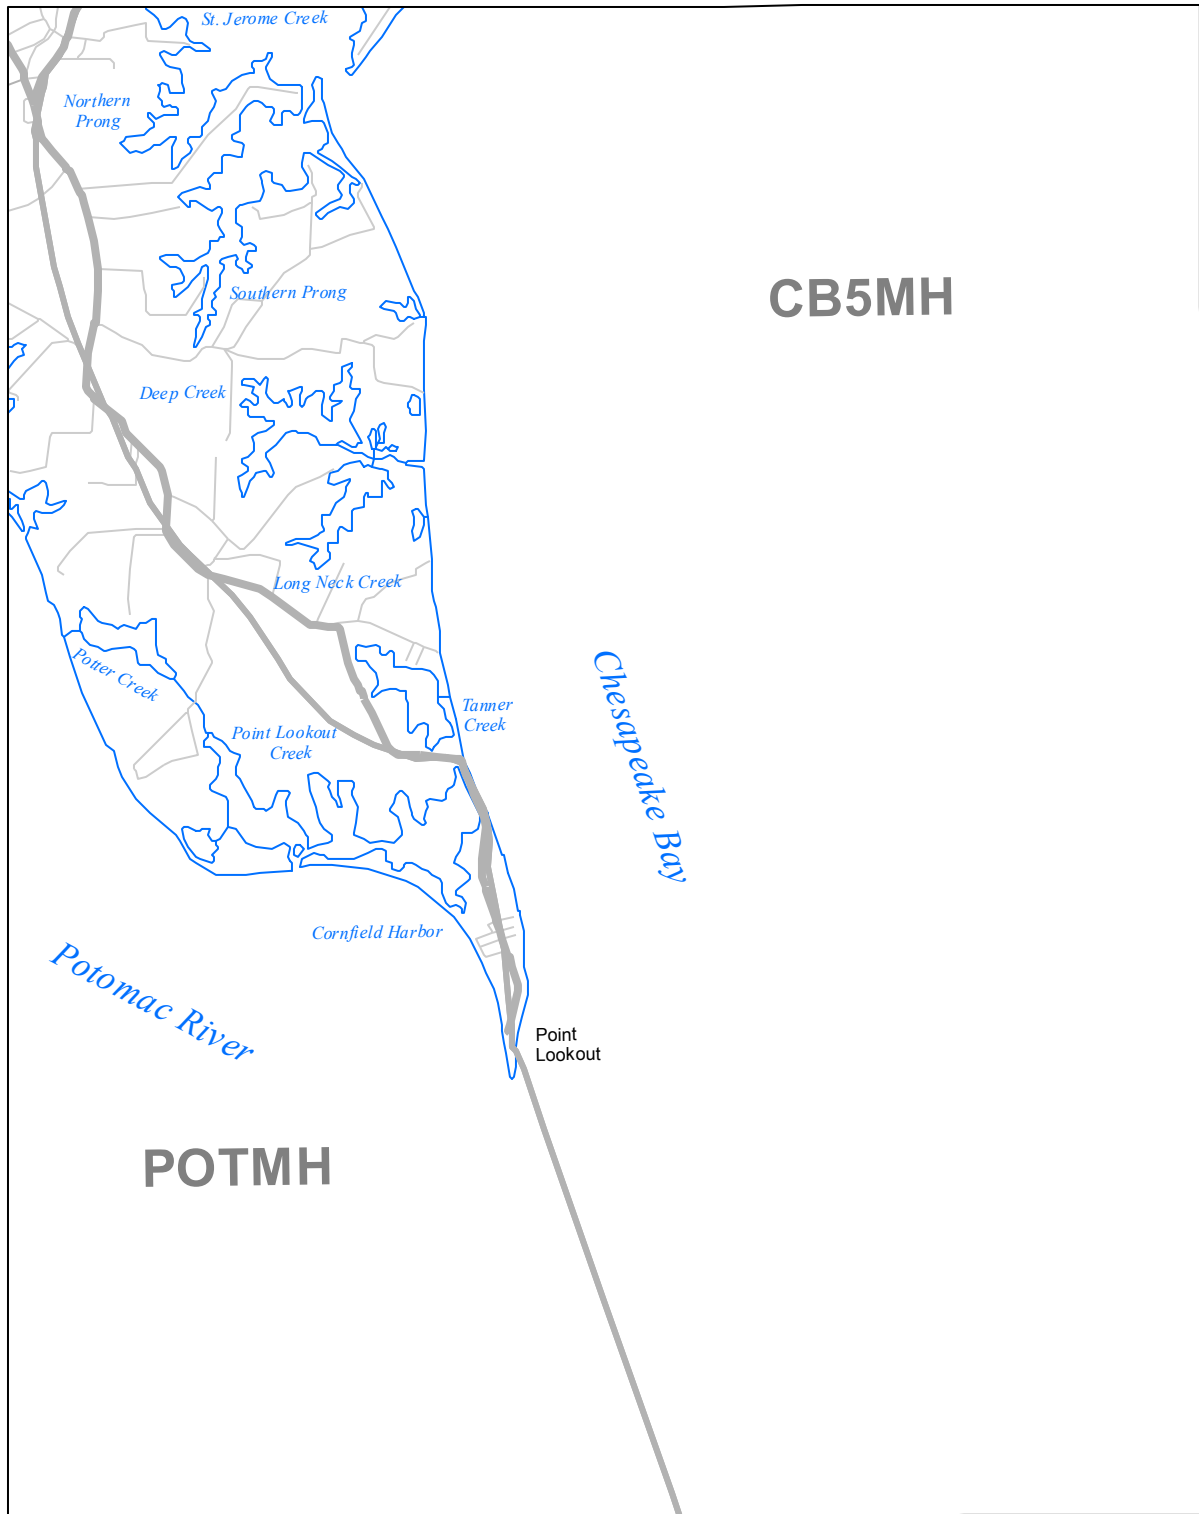 St. Jerome Creek
Northern
Prong
CB5MH
Southern Prong
Deep Creek
Long Neck Creek
Potter Creek
Tanner
Creek
Point Lookout
Creek
Chesapeake Bay
Cornfield Harbor
Potomac River
Point
Lookout
POTMH